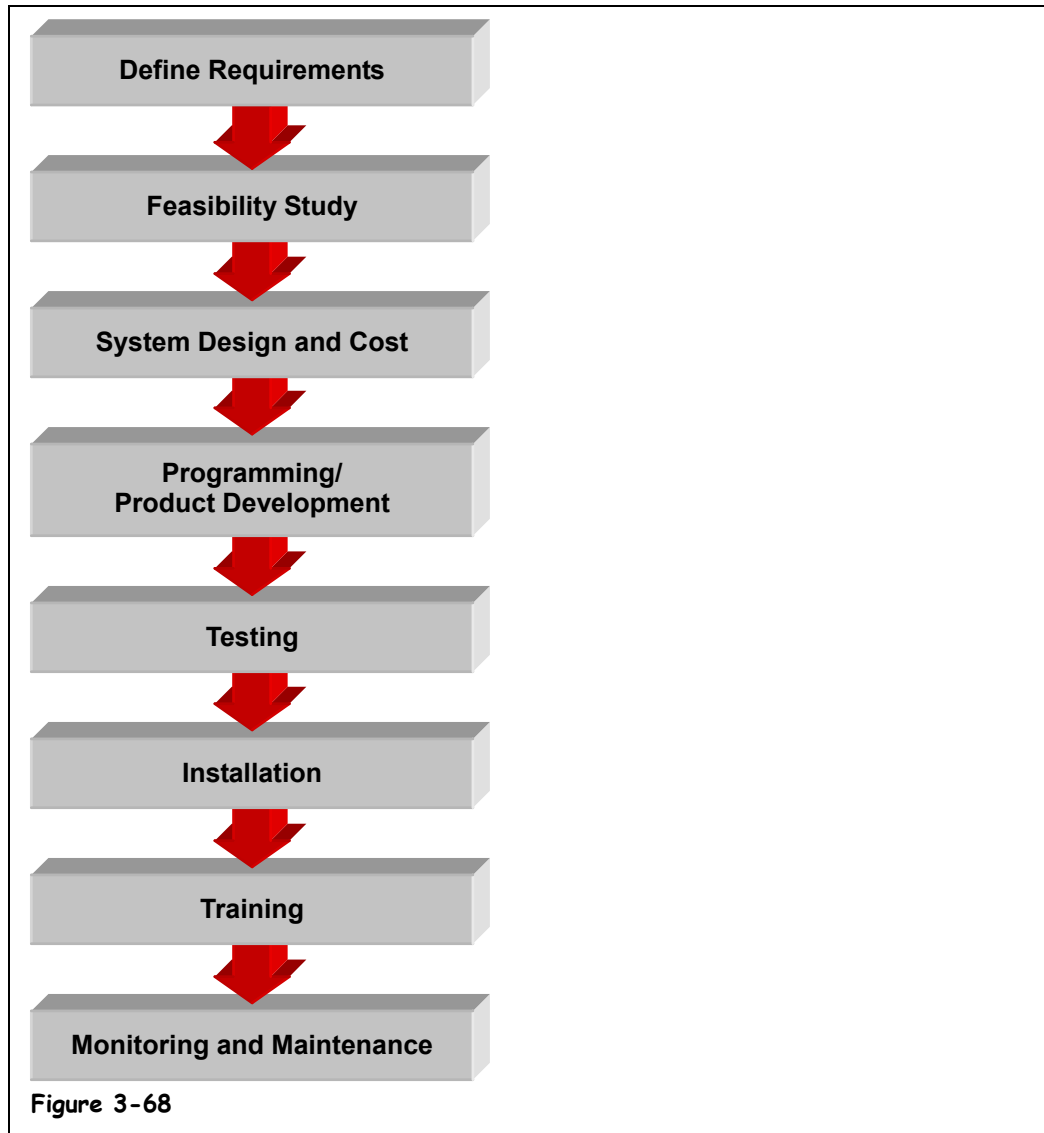 Define Requirements
Feasibility Study
System Design and Cost
Programming/
Product Development
Testing
Installation
Training
Monitoring and Maintenance
Figure 3-68